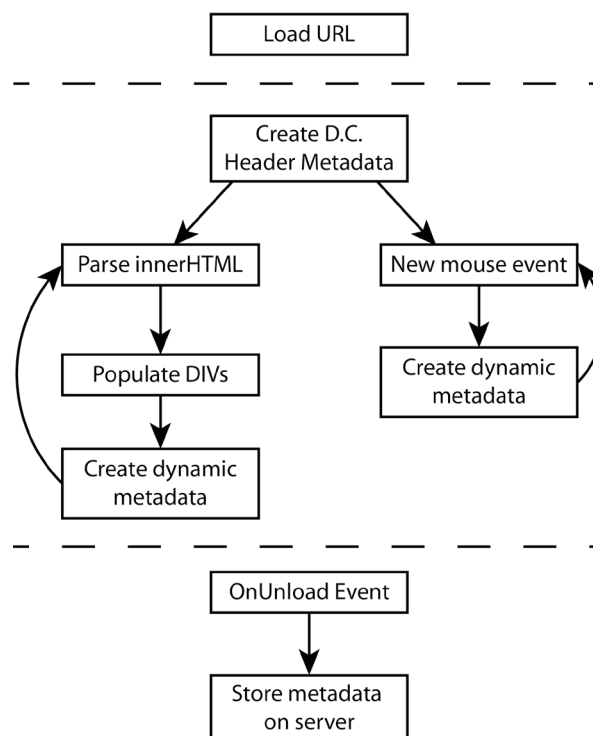 Load URL
Create D.C.
Header Metadata
Parse innerHTML
New mouse event
Populate DIVs
Create dynamic
metadata
Create dynamic
metadata
OnUnload Event
Store metadata
on server